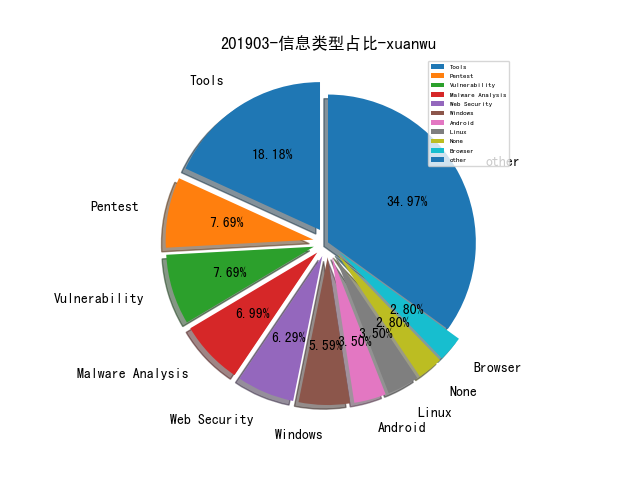 201903-信息类型占比-xuanwu
Tools
Pentest
Vulnerability
Malware Analysis
Web Security
Windows
Android
Linux
None
Browser
other
Tools
18.18%
Pentest
7.69%
Vulnerability
7.69%
Malware Analysis
6.99%
Web Security
6.29%
Windows
5.59%
Android
3.50%
Linux
3.50%
None
2.80%
Browser
2.80%
other
34.97%